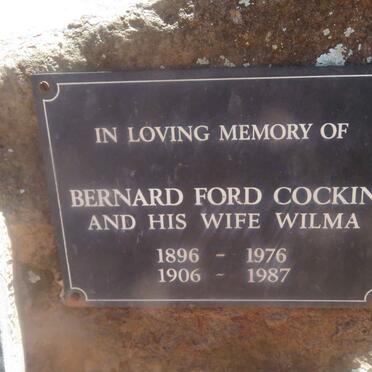 IN LOVING MEMORY OF
BERNARD FORD COCKIN
AND HIS WIFE WILMA
1896 - 1976
1906 - 1987